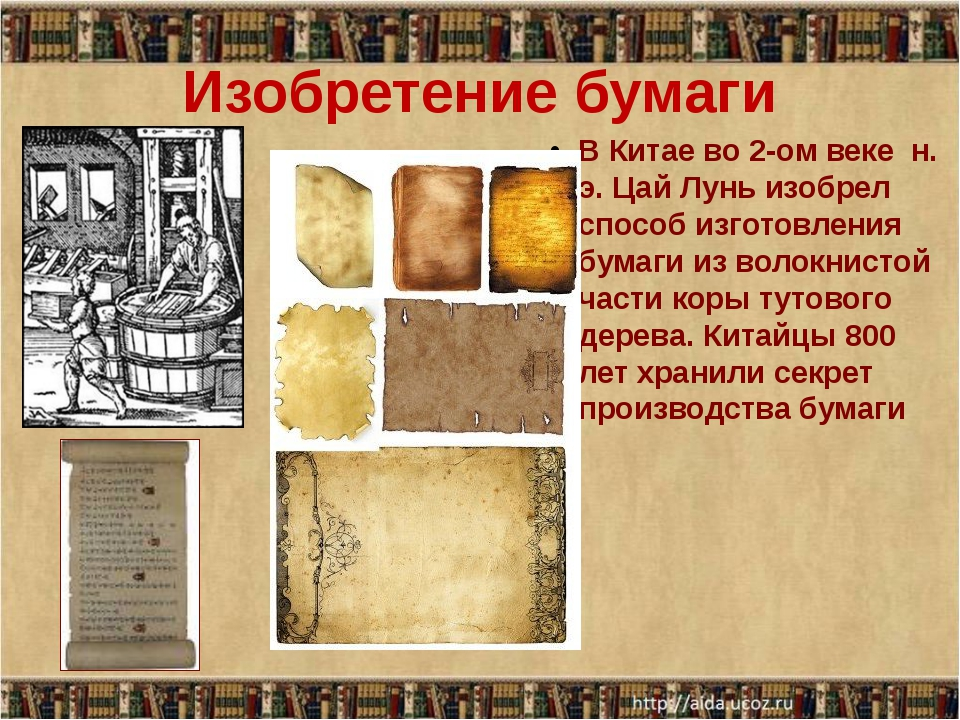 Изобретение бумаги
• В Китае во 2-ом веке н.
э. Цай Лунь изобрел
способ изготовления
бумаги из волокнистой
части коры тутового
дерева. Китайцы 800
лет хранили секрет
производства бумаги
http://aida.ucoz.ru